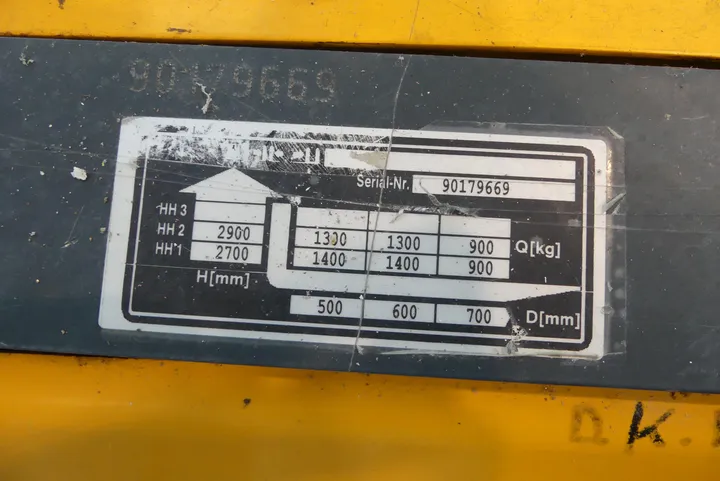 90179669
Serial-Nr. 90179669
HH 3
HH 2 2900 1300 1300 900 Q[kg]
HH 1 2700 1400 1400 900
H[mm]
500 600 700 D[mm]
K.